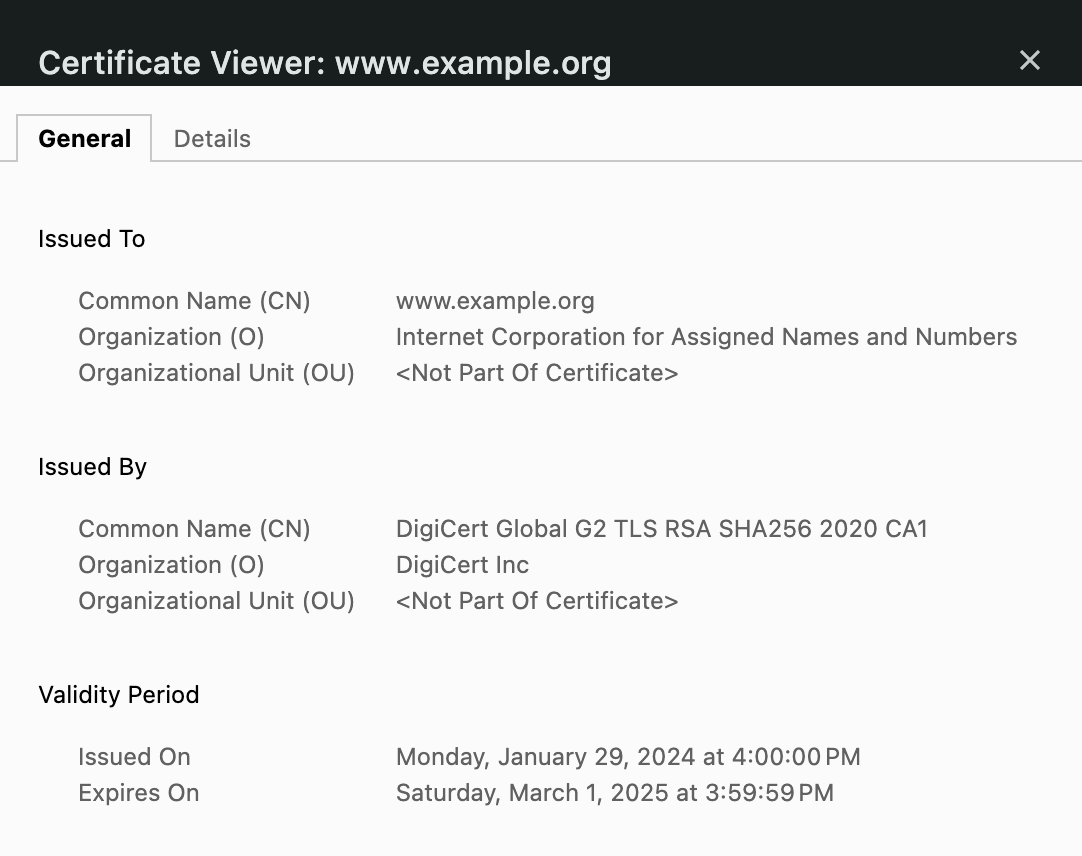 Certificate Viewer: www.example.org
General Details
Issued To
Common Name (CN) www.example.org
Organization (O) Internet Corporation for Assigned Names and Numbers
Organizational Unit (OU) <Not Part Of Certificate>
Issued By
Common Name (CN) DigiCert Global G2 TLS RSA SHA256 2020 CA1
Organization (O) DigiCert Inc
Organizational Unit (OU) <Not Part Of Certificate>
Validity Period
Issued On Monday, January 29, 2024 at 4:00:00 PM
Expires On Saturday, March 1, 2025 at 3:59:59 PM